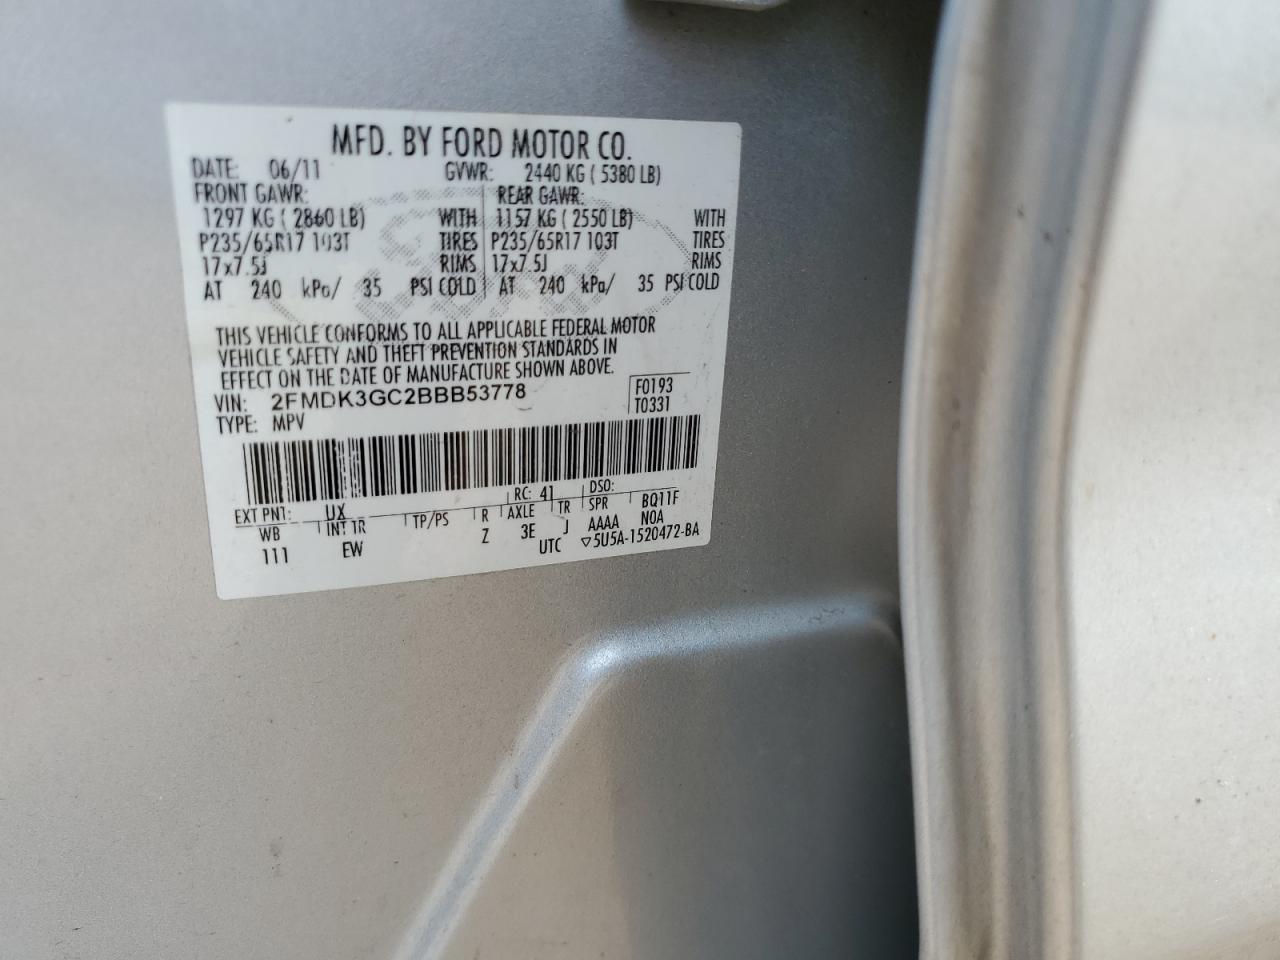 MFD. BY FORD MOTOR CO.
DATE: 06/11 GVWR: 2440 KG ( 5380 LB)
FRONT GAWR: REAR GAWR:
1297 KG ( 2860 LB) WITH 1157 KG ( 2550 LB) WITH
P235/65R17 103T TIRES P235/65R17 103T TIRES
17x7.5J RIMS 17x7.5J RIMS
AT 240 kPa/ 35 PSI COLD AT 240 kPa/ 35 PSI COLD
THIS VEHICLE CONFORMS TO ALL APPLICABLE FEDERAL MOTOR
VEHICLE SAFETY AND THEFT PREVENTION STANDARDS IN
EFFECT ON THE DATE OF MANUFACTURE SHOWN ABOVE.
VIN: 2FMDK3GC2BBB53778 F0193
TYPE: MPV T0331
EXT PNT: UX RC: 41 DSO:
WB INT TR TP/PS R AXLE TR SPR BQ11F
111 EW Z 3E J AAAA N0A
UTC ▽5U5A-1520472-BA